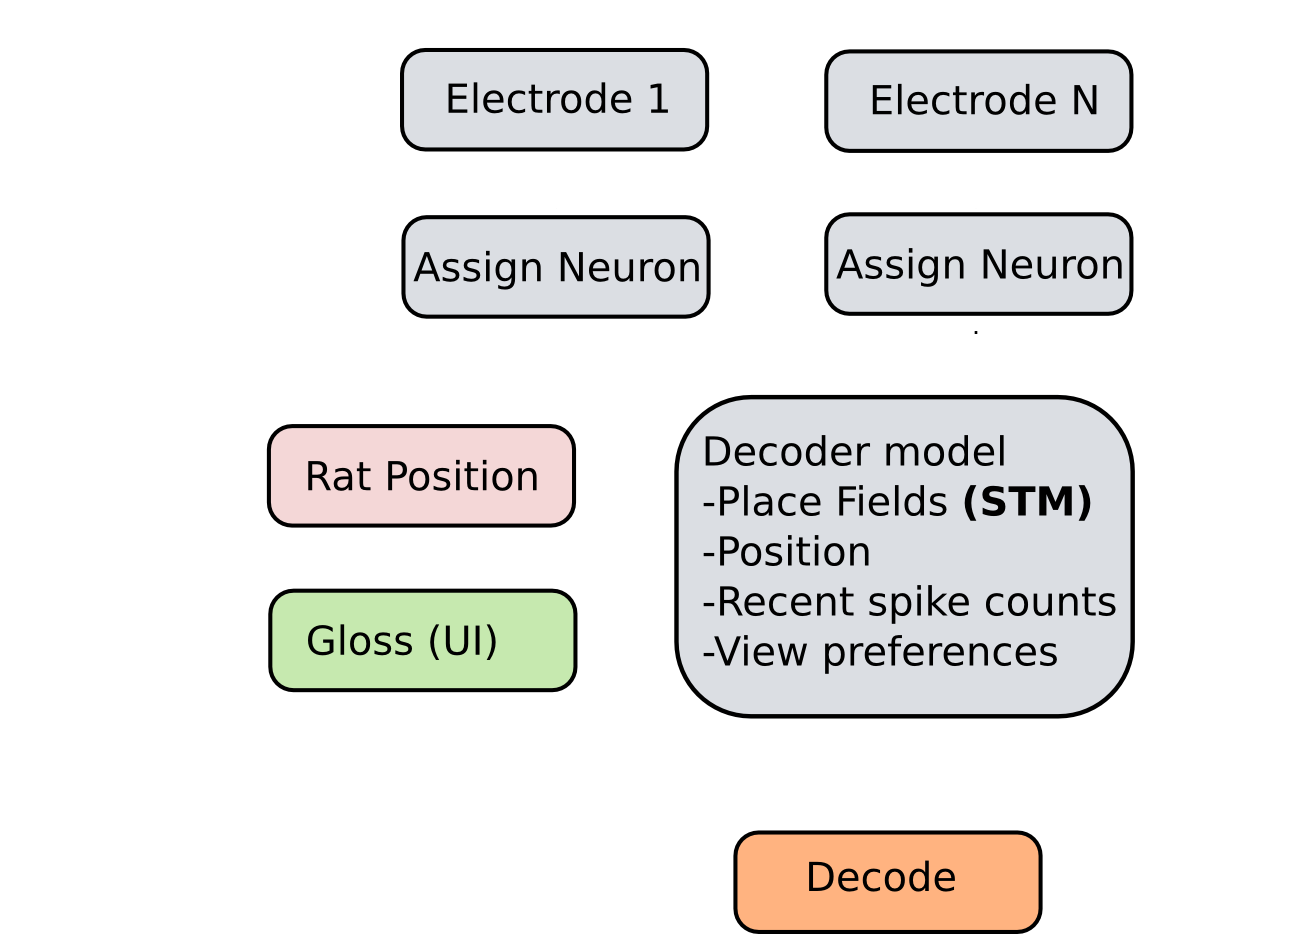 Electrode 1
Electrode N
Assign Neuron
Assign Neuron
.
Rat Position
Gloss (UI)
Decoder model
-Place Fields (STM)
-Position
-Recent spike counts
-View preferences
Decode